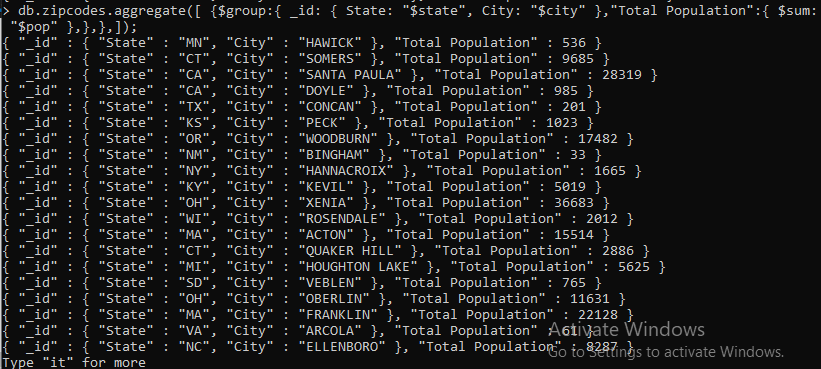 > db.zipcodes.aggregate([ {$group:{ _id: { State: "$state", City: "$city" },"Total Population":{ $sum:
"$pop" },},},]);
{ "_id" : { "State" : "MN", "City" : "HAWICK" }, "Total Population" : 536 }
{ "_id" : { "State" : "CT", "City" : "SOMERS" }, "Total Population" : 9685 }
{ "_id" : { "State" : "CA", "City" : "SANTA PAULA" }, "Total Population" : 28319 }
{ "_id" : { "State" : "CA", "City" : "DOYLE" }, "Total Population" : 985 }
{ "_id" : { "State" : "TX", "City" : "CONCAN" }, "Total Population" : 201 }
{ "_id" : { "State" : "KS", "City" : "PECK" }, "Total Population" : 1023 }
{ "_id" : { "State" : "OR", "City" : "WOODBURN" }, "Total Population" : 17482 }
{ "_id" : { "State" : "NM", "City" : "BINGHAM" }, "Total Population" : 33 }
{ "_id" : { "State" : "NY", "City" : "HANNACROIX" }, "Total Population" : 1665 }
{ "_id" : { "State" : "KY", "City" : "KEVIL" }, "Total Population" : 5019 }
{ "_id" : { "State" : "OH", "City" : "XENIA" }, "Total Population" : 36683 }
{ "_id" : { "State" : "WI", "City" : "ROSENDALE" }, "Total Population" : 2012 }
{ "_id" : { "State" : "MA", "City" : "ACTON" }, "Total Population" : 15514 }
{ "_id" : { "State" : "CT", "City" : "QUAKER HILL" }, "Total Population" : 2886 }
{ "_id" : { "State" : "MI", "City" : "HOUGHTON LAKE" }, "Total Population" : 5625 }
{ "_id" : { "State" : "SD", "City" : "VEBLEN" }, "Total Population" : 765 }
{ "_id" : { "State" : "OH", "City" : "OBERLIN" }, "Total Population" : 11631 }
{ "_id" : { "State" : "MA", "City" : "FRANKLIN" }, "Total Population" : 22128 }
{ "_id" : { "State" : "VA", "City" : "ARCOLA" }, "Total Population" : 61 }
{ "_id" : { "State" : "NC", "City" : "ELLENBORO" }, "Total Population" : 8287 }
Type "it" for more
Activate Windows
Go to Settings to activate Windows.